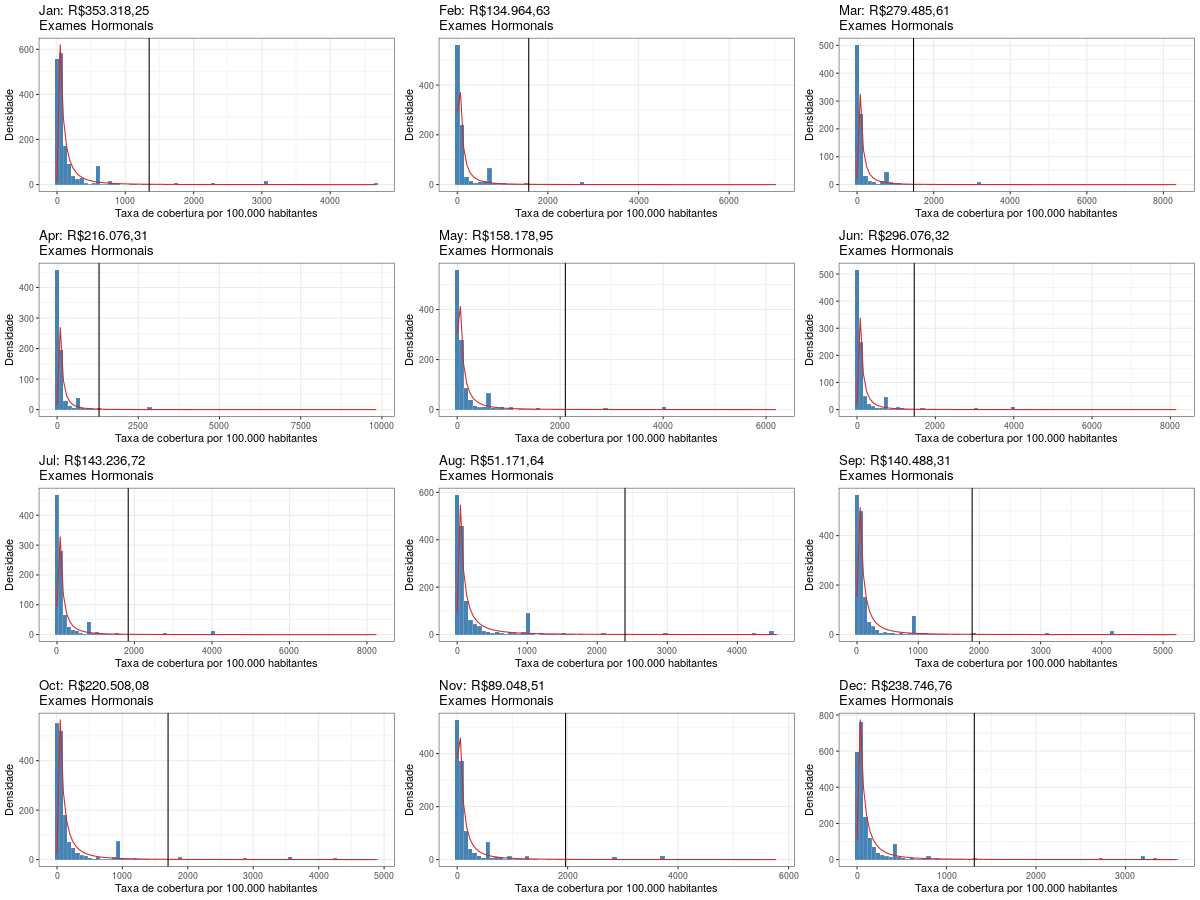 Jan: R$353.318,25
Exames Hormonais
Densidade
600
400
200
0
0
1000
2000
3000
4000
Taxa de cobertura por 100.000 habitantes
Feb: R$134.964,63
Exames Hormonais
Densidade
400
200
0
0
2000
4000
6000
Taxa de cobertura por 100.000 habitantes
Mar: R$279.485,61
Exames Hormonais
Densidade
500
400
300
200
100
0
0
2000
4000
6000
8000
Taxa de cobertura por 100.000 habitantes
Apr: R$216.076,31
Exames Hormonais
Densidade
400
300
200
100
0
0
2500
5000
7500
10000
Taxa de cobertura por 100.000 habitantes
May: R$158.178,95
Exames Hormonais
Densidade
400
200
0
0
2000
4000
6000
Taxa de cobertura por 100.000 habitantes
Jun: R$296.076,32
Exames Hormonais
Densidade
500
400
300
200
100
0
0
2000
4000
6000
8000
Taxa de cobertura por 100.000 habitantes
Jul: R$143.236,72
Exames Hormonais
Densidade
400
300
200
100
0
0
2000
4000
6000
8000
Taxa de cobertura por 100.000 habitantes
Aug: R$51.171,64
Exames Hormonais
Densidade
600
400
200
0
0
1000
2000
3000
4000
Taxa de cobertura por 100.000 habitantes
Sep: R$140.488,31
Exames Hormonais
Densidade
400
200
0
0
1000
2000
3000
4000
5000
Taxa de cobertura por 100.000 habitantes
Oct: R$220.508,08
Exames Hormonais
Densidade
400
200
0
0
1000
2000
3000
4000
5000
Taxa de cobertura por 100.000 habitantes
Nov: R$89.048,51
Exames Hormonais
Densidade
400
200
0
0
2000
4000
6000
Taxa de cobertura por 100.000 habitantes
Dec: R$238.746,76
Exames Hormonais
Densidade
800
600
400
200
0
0
1000
2000
3000
Taxa de cobertura por 100.000 habitantes